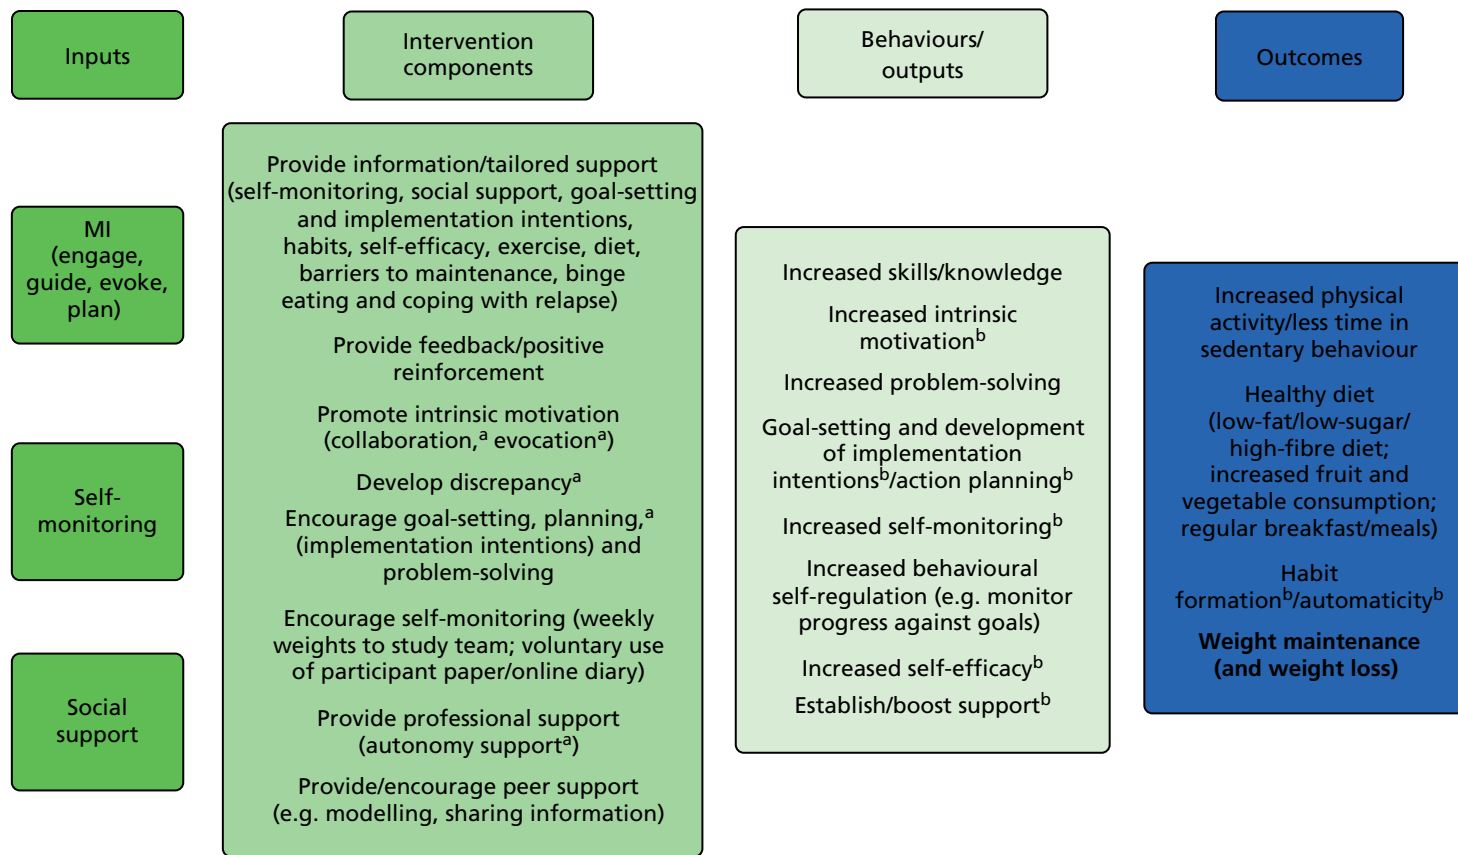 Inputs
Intervention
components
Behaviours/
outputs
Outcomes
MI
(engage,
guide, evoke,
plan)
Self-
monitoring
Social
support
Provide information/tailored support
(self-monitoring, social support, goal-setting
and implementation intentions,
habits, self-efficacy, exercise, diet,
barriers to maintenance, binge
eating and coping with relapse)
Provide feedback/positive
reinforcement
Promote intrinsic motivation
(collaboration,a evocationa)
Develop discrepancya
Encourage goal-setting, planning,a
(implementation intentions) and
problem-solving
Encourage self-monitoring (weekly
weights to study team; voluntary use
of participant paper/online diary)
Provide professional support
(autonomy supporta)
Provide/encourage peer support
(e.g. modelling, sharing information)
Increased skills/knowledge
Increased intrinsic
motivationb
Increased problem-solving
Goal-setting and development
of implementation
intentionsb/action planningb
Increased self-monitoringb
Increased behavioural
self-regulation (e.g. monitor
progress against goals)
Increased self-efficacyb
Establish/boost supportb
Increased physical
activity/less time in
sedentary behaviour
Healthy diet
(low-fat/low-sugar/
high-fibre diet;
increased fruit and
vegetable consumption;
regular breakfast/meals)
Habit
formationb/automaticityb
Weight maintenance
(and weight loss)